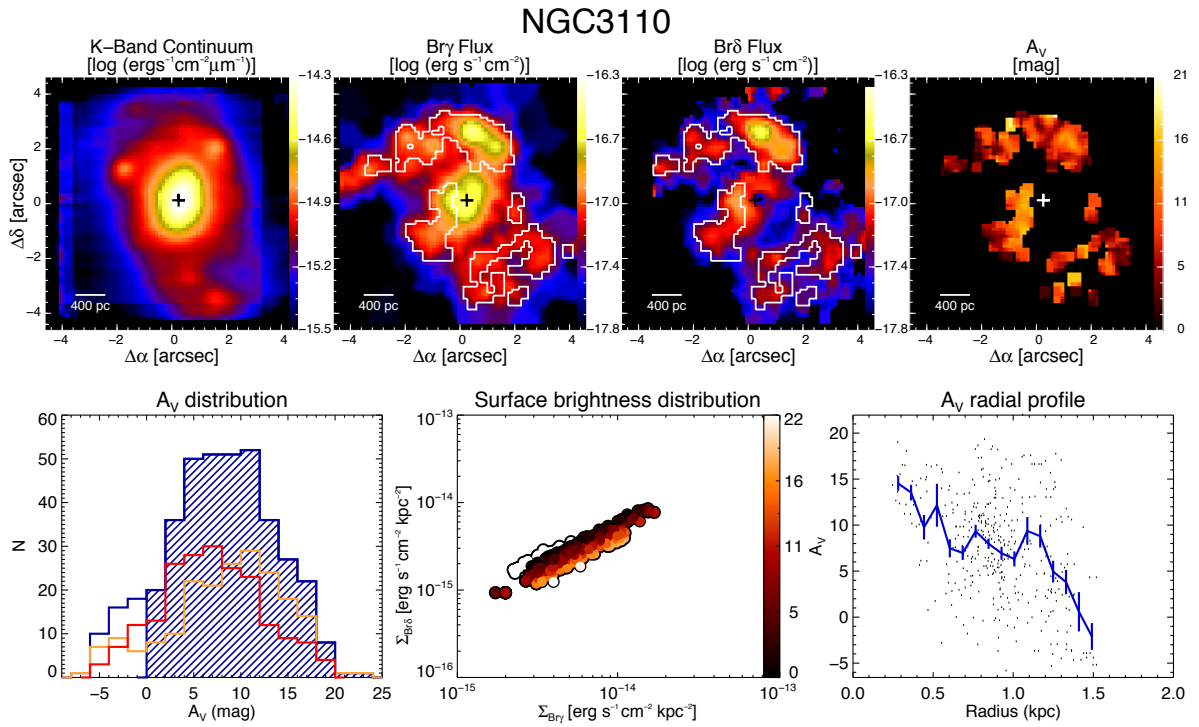 NGC3110
K-Band Continuum
[log (ergs⁻¹cm⁻²μm⁻¹)]
Brγ Flux
[log (erg s⁻¹cm⁻²)]
Brδ Flux
[log (erg s⁻¹cm⁻²)]
A_V
[mag]
4
2
0
−2
−4
Δδ [arcsec]
400 pc
−14.3
−14.6
−14.9
−15.2
−15.5
400 pc
−16.3
−16.7
−17.0
−17.4
−17.8
400 pc
−16.3
−16.7
−17.0
−17.4
−17.8
400 pc
21
16
10
5
0
−4 −2 0 2 4
Δα [arcsec]
−4 −2 0 2 4
Δα [arcsec]
−4 −2 0 2 4
Δα [arcsec]
−4 −2 0 2 4
Δα [arcsec]
A_V distribution
60
50
40
30
20
10
0
N
−5 0 5 10 15 20 25
A_V (mag)
Surface brightness distribution
10⁻¹³
10⁻¹⁴
10⁻¹⁵
10⁻¹⁶
Σ_Brδ [erg s⁻¹ cm⁻² kpc⁻²]
10⁻¹⁵ 10⁻¹⁴ 10⁻¹³
Σ_Brγ [erg s⁻¹ cm⁻² kpc⁻²]
22
16
11
5
0
A_V radial profile
20
15
10
5
0
−5
A_V
0.0 0.5 1.0 1.5 2.0
Radius (kpc)